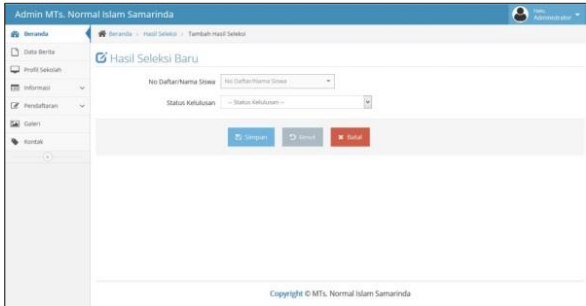 Admin MTs. Normal Islam Samarinda
Administrator
Beranda
Data Berita
Profil Sekolah
Informasi
Pendaftaran
Galeri
Kontak
Beranda › Hasil Seleksi › Tambah Hasil Seleksi
Hasil Seleksi Baru
No Daftar/Nama Siswa No Daftar/Nama Siswa
Status Kelulusan -- Status Kelulusan --
Simpan Reset Batal
Copyright © MTs. Normal Islam Samarinda